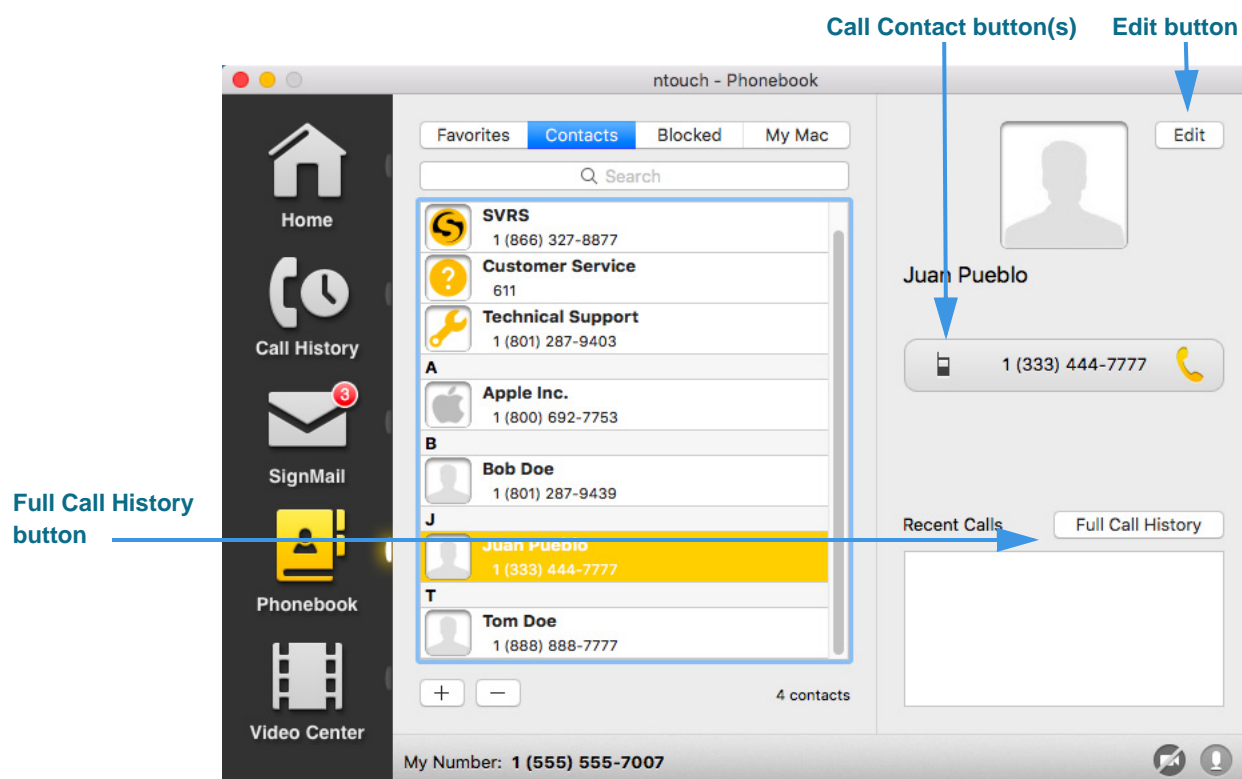 Call Contact button(s)
Edit button
ntouch - Phonebook
Favorites
Contacts
Blocked
My Mac
Edit
Search
Home
SVRS
1 (866) 327-8877
Customer Service
611
Technical Support
1 (801) 287-9403
Juan Pueblo
1 (333) 444-7777
Call History
A
Apple Inc.
1 (800) 692-7753
3
SignMail
B
Bob Doe
1 (801) 287-9439
Full Call History
button
J
Juan Pueblo
1 (333) 444-7777
Recent Calls
Full Call History
Phonebook
T
Tom Doe
1 (888) 888-7777
+
−
4 contacts
Video Center
My Number: 1 (555) 555-7007